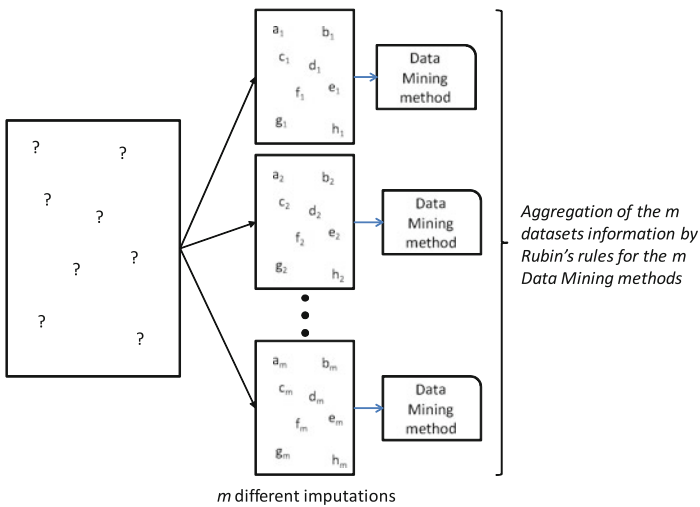 ?
?
?
?
?
?
?
?
a₁ b₁
c₁ d₁
f₁ e₁
g₁ h₁
Data
Mining
method
a₂ b₂
c₂ d₂
f₂ e₂
g₂ h₂
Data
Mining
method
aₘ bₘ
cₘ dₘ
fₘ eₘ
gₘ hₘ
Data
Mining
method
m different imputations
Aggregation of the m
datasets information by
Rubin’s rules for the m
Data Mining methods